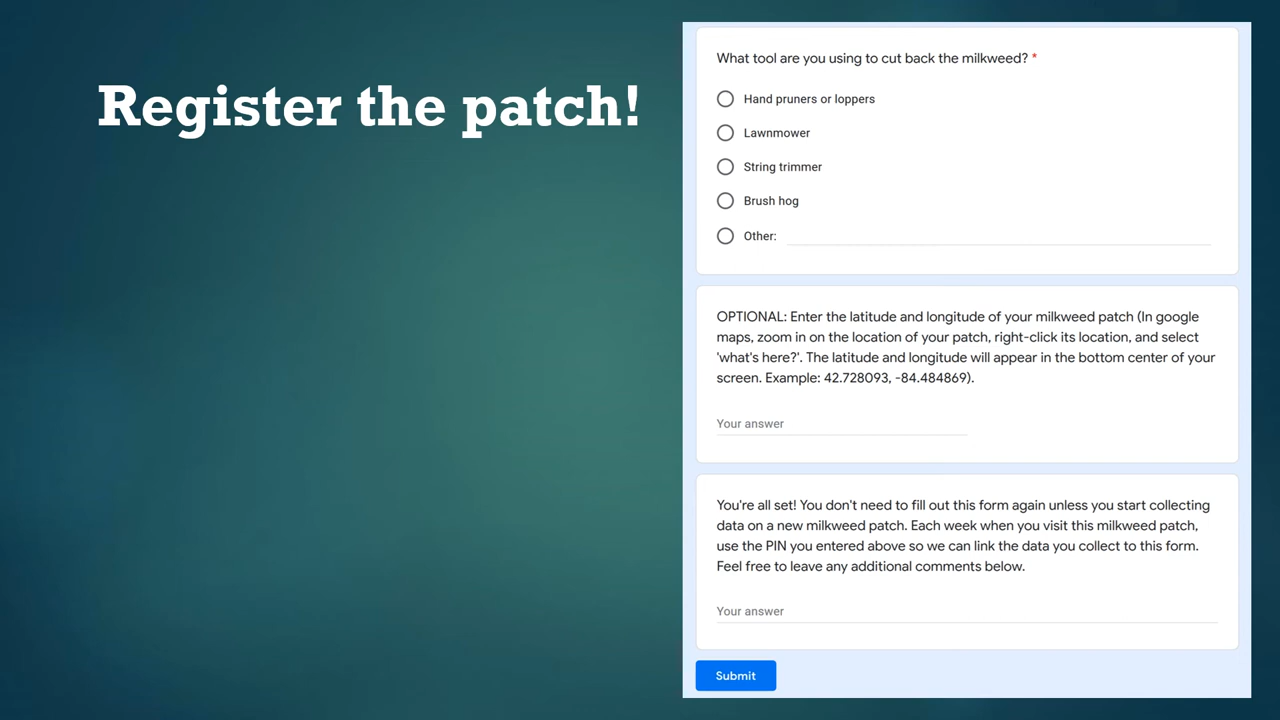 Register the patch!
What tool are you using to cut back the milkweed? *
Hand pruners or loppers
Lawnmower
String trimmer
Brush hog
Other:
OPTIONAL: Enter the latitude and longitude of your milkweed patch (In google
maps, zoom in on the location of your patch, right-click its location, and select
'what's here?'. The latitude and longitude will appear in the bottom center of your
screen. Example: 42.728093, -84.484869).
Your answer
You're all set! You don't need to fill out this form again unless you start collecting
data on a new milkweed patch. Each week when you visit this milkweed patch,
use the PIN you entered above so we can link the data you collect to this form.
Feel free to leave any additional comments below.
Your answer
Submit